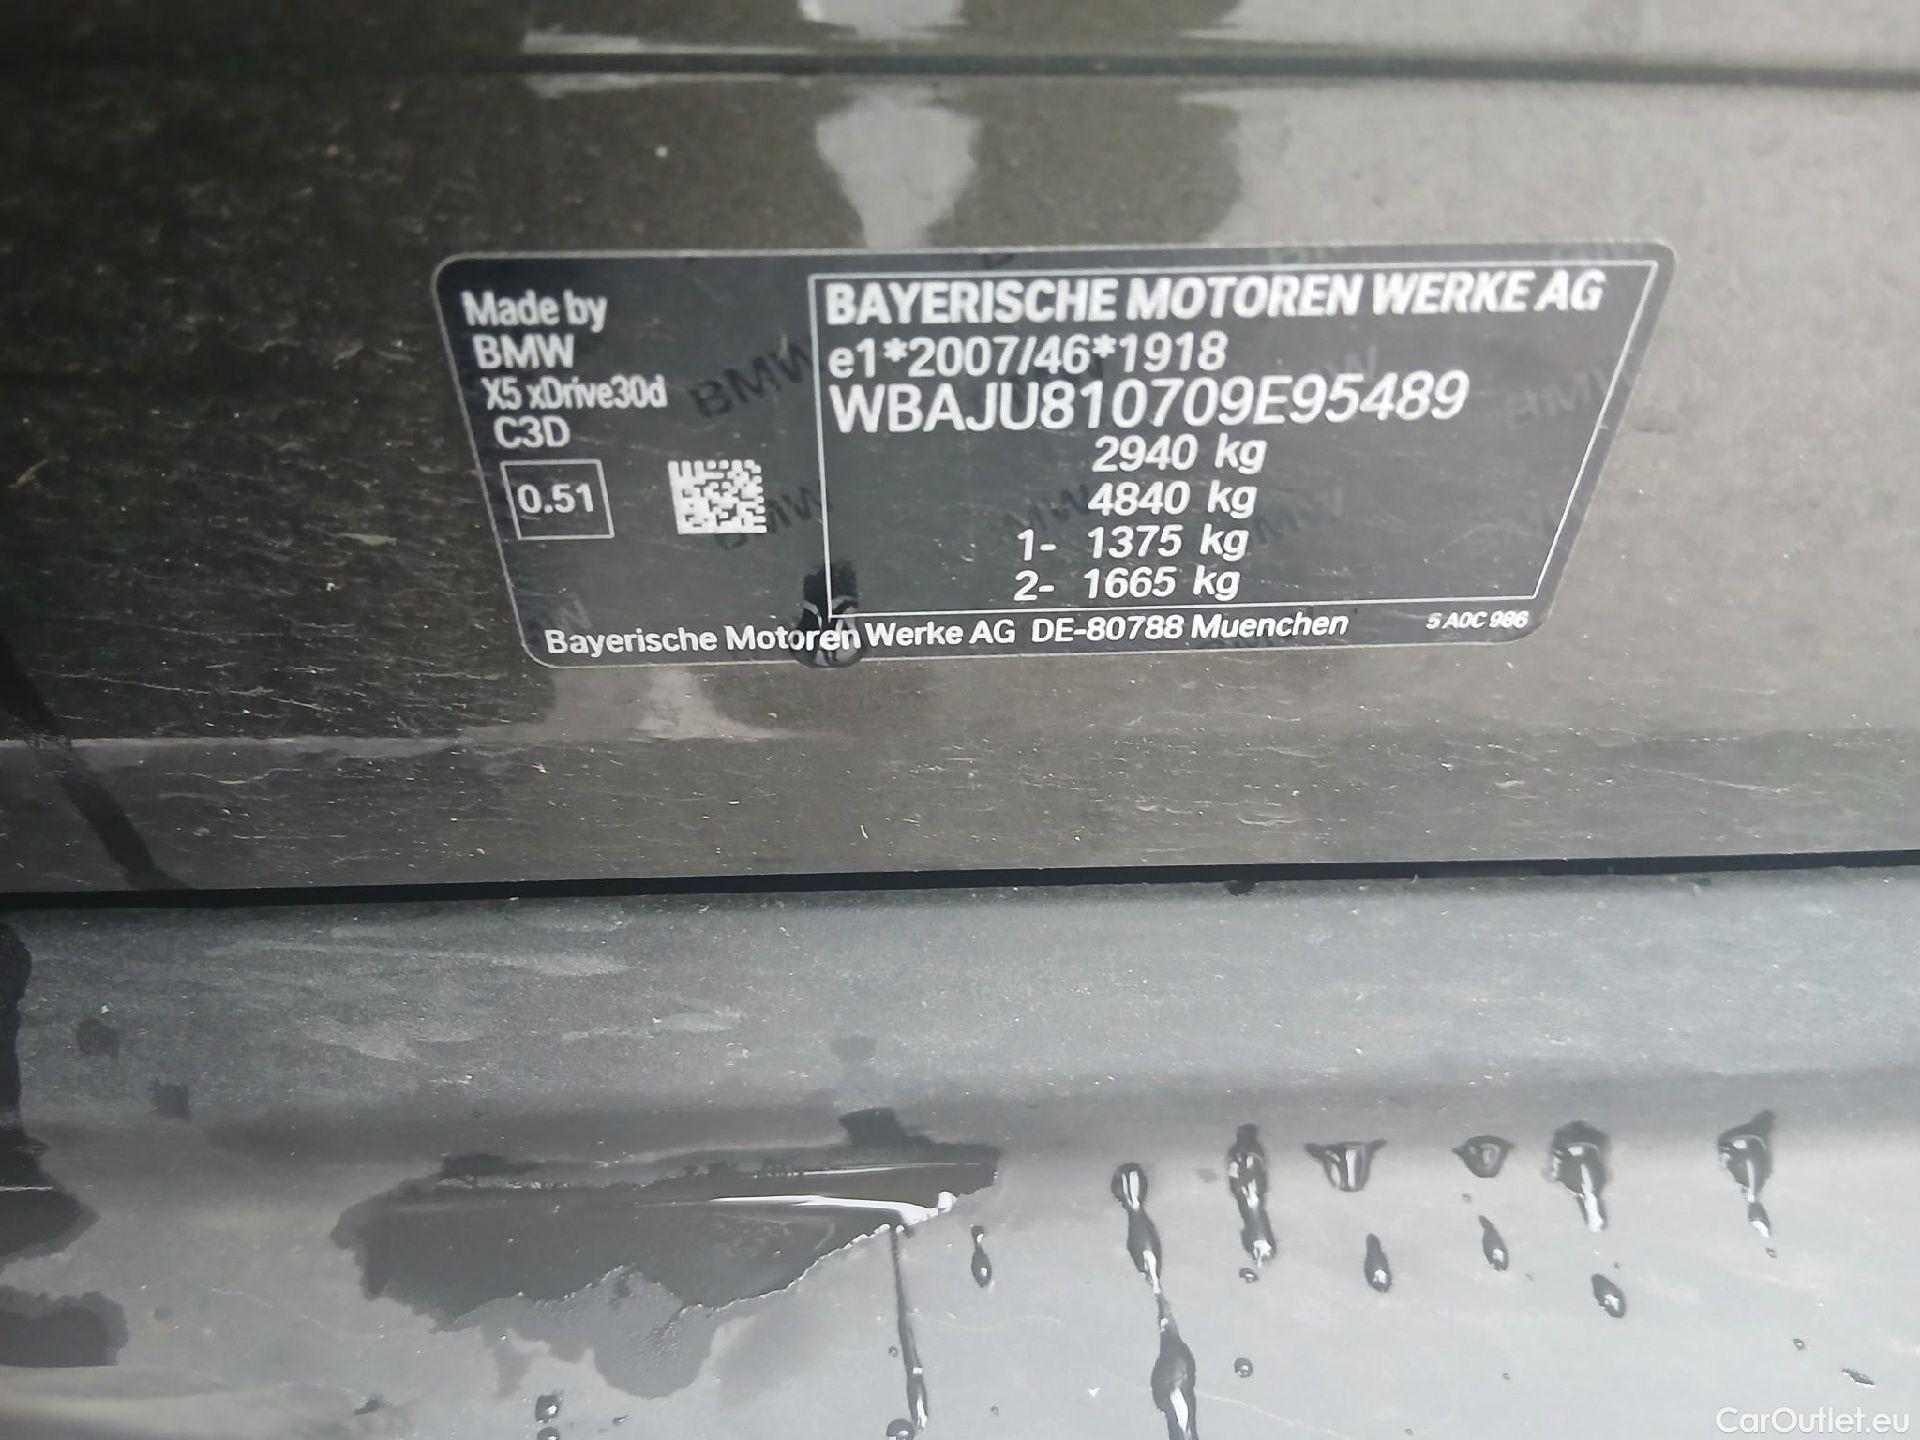 Made by
BMW
X5 xDrive30d
C3D
0.51
BAYERISCHE MOTOREN WERKE AG
e1*2007/46*1918
WBAJU810709E95489
2940 kg
4840 kg
1- 1375 kg
2- 1665 kg
Bayerische Motoren Werke AG DE-80788 Muenchen
5 A0C 986
CarOutlet.eu